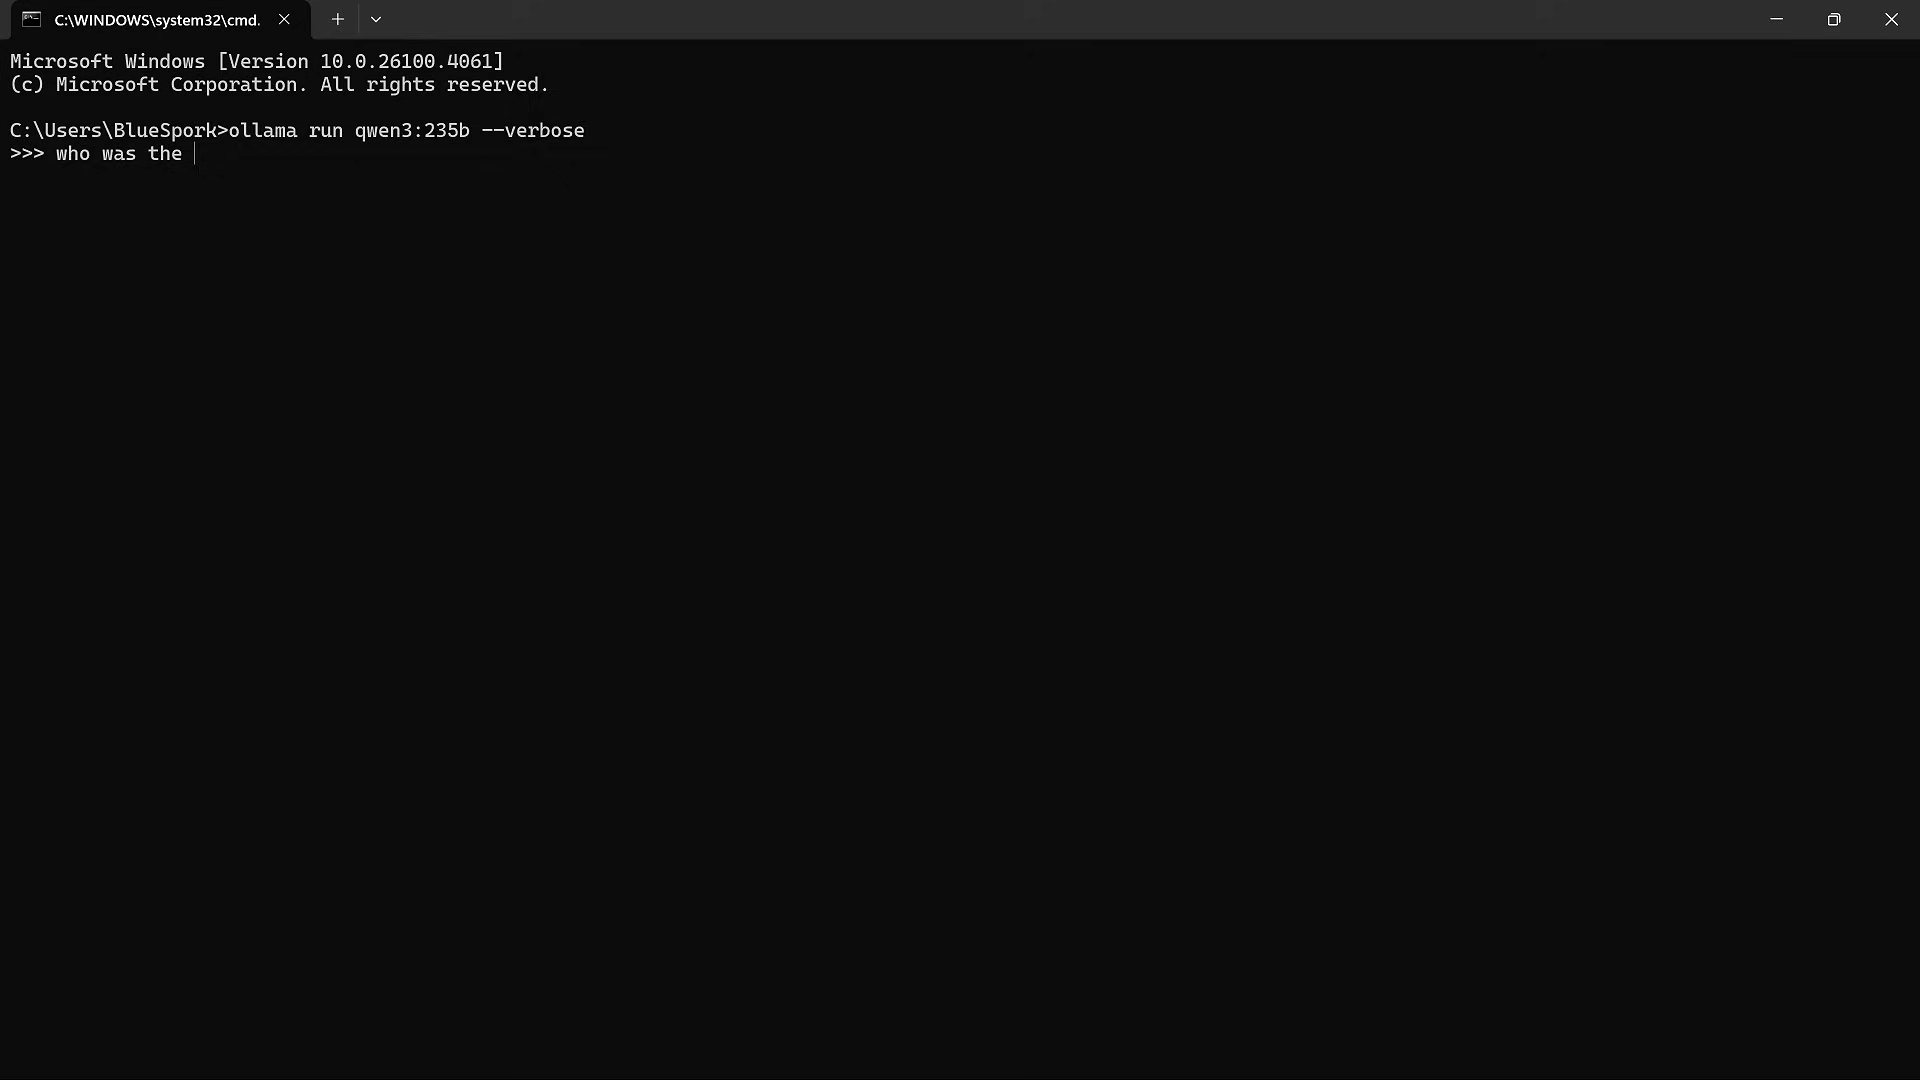 C:\WINDOWS\system32\cmd.
Microsoft Windows [Version 10.0.26100.4061]
(c) Microsoft Corporation. All rights reserved.
C:\Users\BlueSpork>ollama run qwen3:235b --verbose
>>> who was the